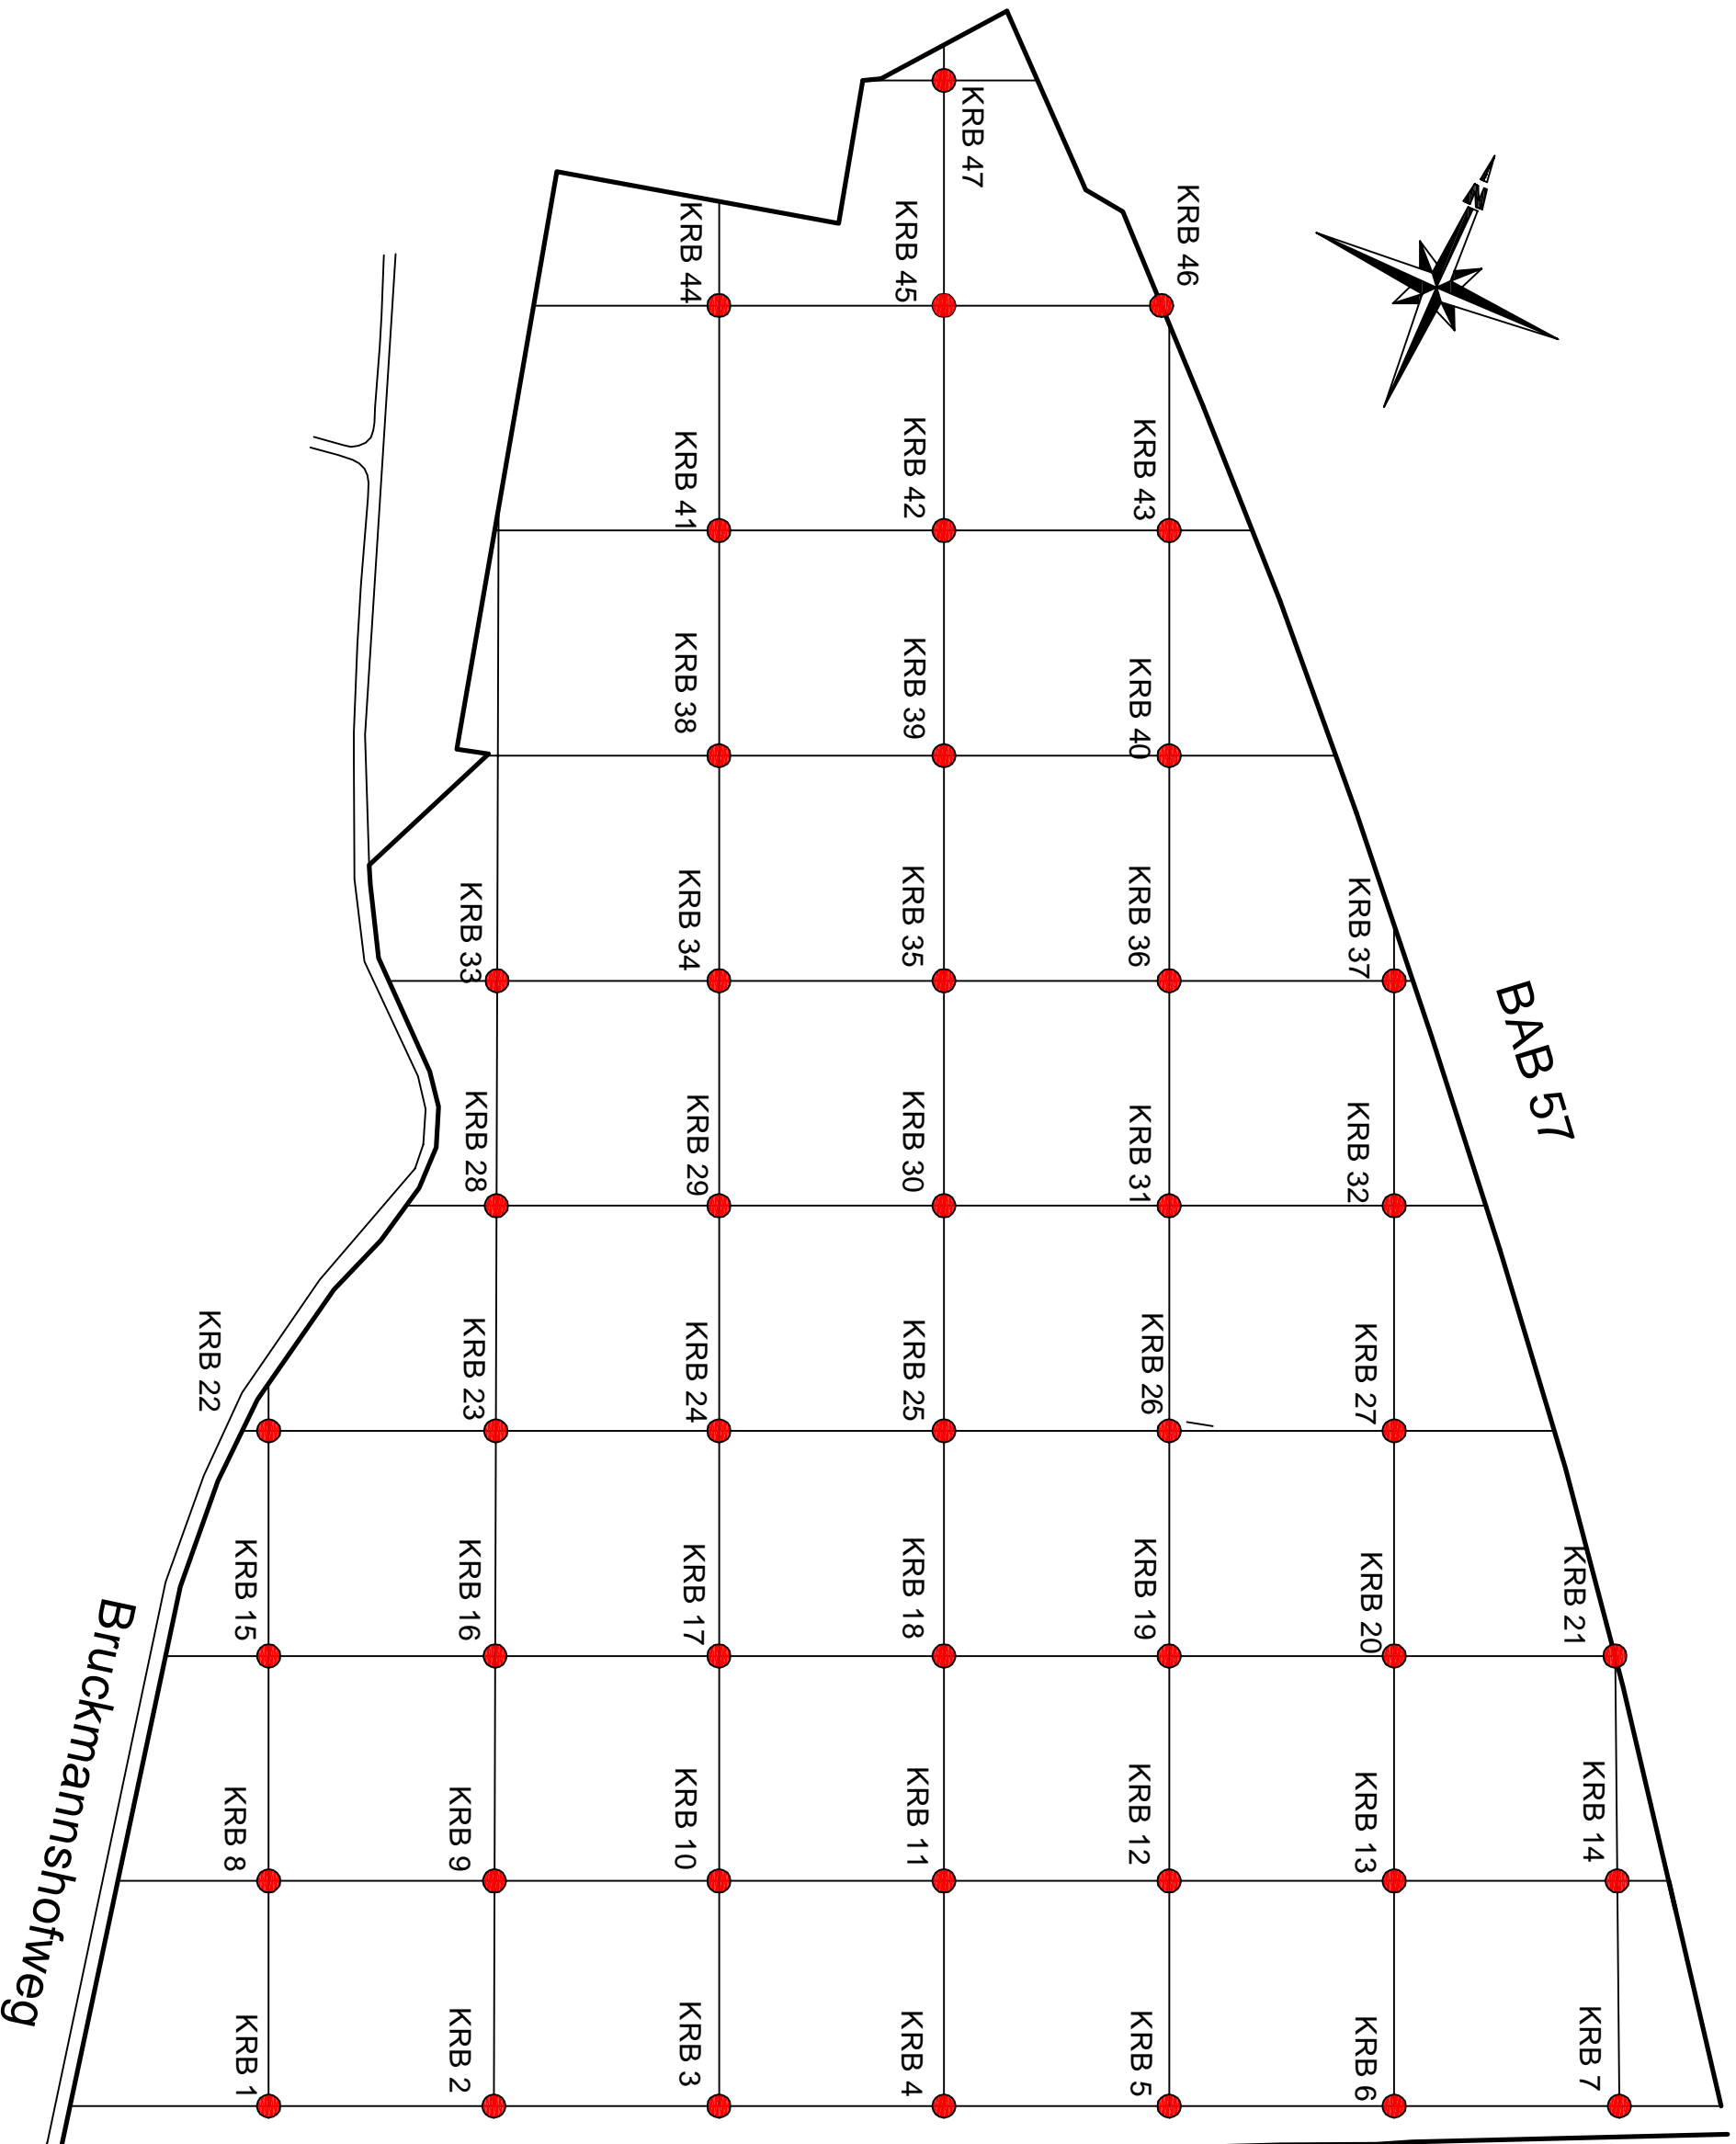 KRB 47
KRB 44
KRB 45
KRB 46
N
KRB 41
KRB 42
KRB 43
KRB 38
KRB 39
KRB 40
KRB 33
KRB 34
KRB 35
KRB 36
KRB 37
BAB 57
KRB 28
KRB 29
KRB 30
KRB 31
KRB 32
KRB 22
KRB 23
KRB 24
KRB 25
KRB 26
KRB 27
KRB 15
KRB 16
KRB 17
KRB 18
KRB 19
KRB 20
KRB 21
Bruckmannshofweg
KRB 8
KRB 9
KRB 10
KRB 11
KRB 12
KRB 13
KRB 14
KRB 1
KRB 2
KRB 3
KRB 4
KRB 5
KRB 6
KRB 7